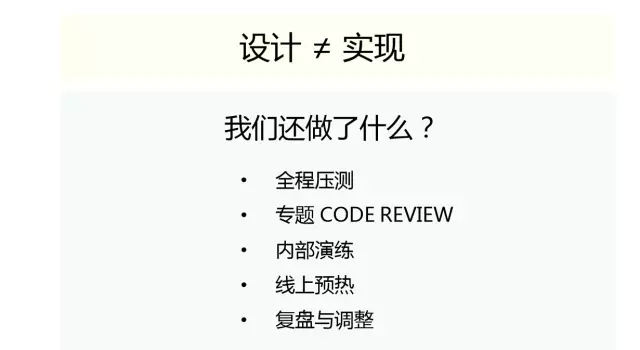 设计 ≠ 实现
我们还做了什么？
• 全程压测
• 专题 CODE REVIEW
• 内部演练
• 线上预热
• 复盘与调整